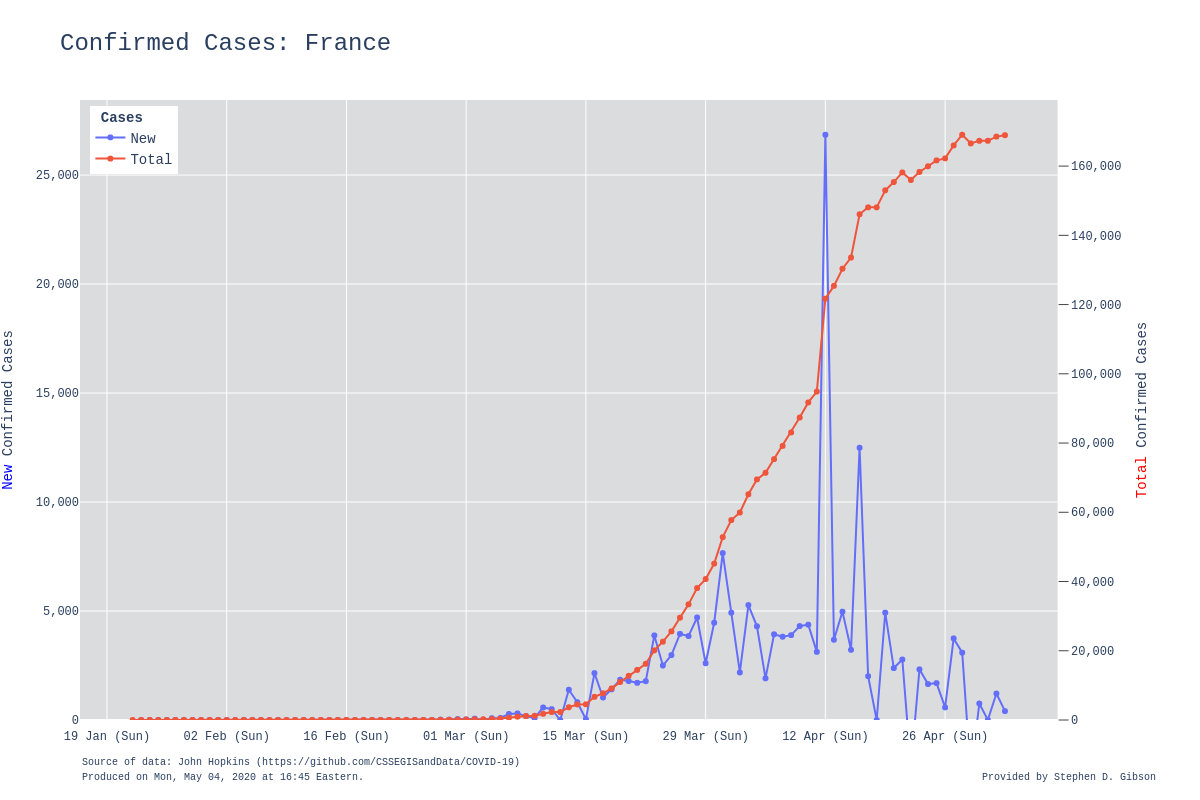 Confirmed Cases: France
Cases
New
Total
25,000
20,000
15,000
10,000
5,000
0
New Confirmed Cases
160,000
140,000
120,000
100,000
80,000
60,000
40,000
20,000
0
Total Confirmed Cases
19 Jan (Sun)
02 Feb (Sun)
16 Feb (Sun)
01 Mar (Sun)
15 Mar (Sun)
29 Mar (Sun)
12 Apr (Sun)
26 Apr (Sun)
Source of data: John Hopkins (https://github.com/CSSEGISandData/COVID-19)
Produced on Mon, May 04, 2020 at 16:45 Eastern.
Provided by Stephen D. Gibson